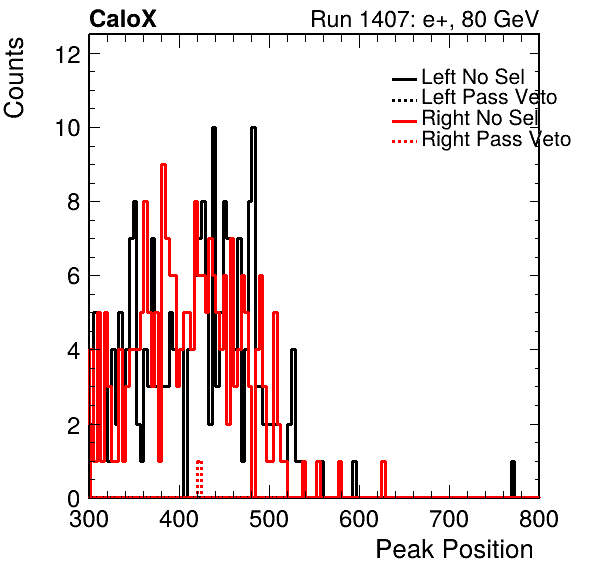 CaloX Run 1407: e+, 80 GeV
Counts
12
10
8
6
4
2
0
Left No Sel
Left Pass Veto
Right No Sel
Right Pass Veto
300 400 500 600 700 800
Peak Position